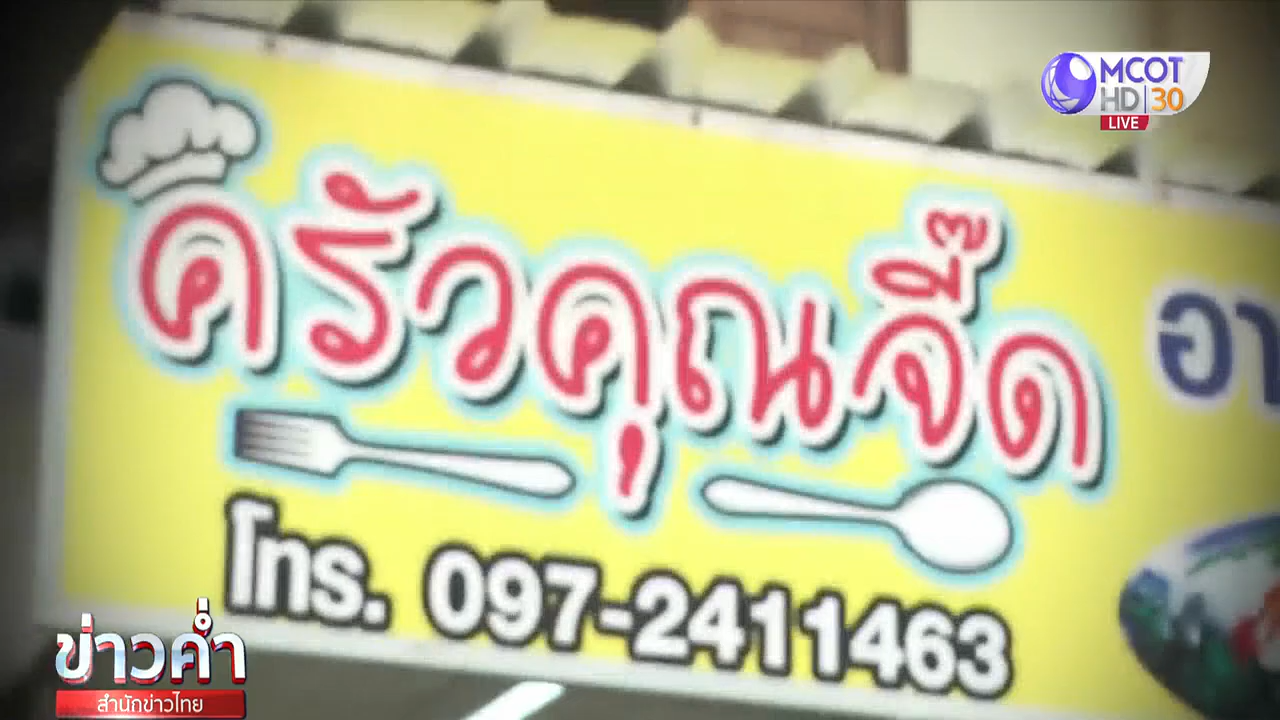 MCOT
HD 30
LIVE
ครัวคุณจี๊ด
โทร. 097-2411463
ข่าวค่ำ
สำนักข่าวไทย